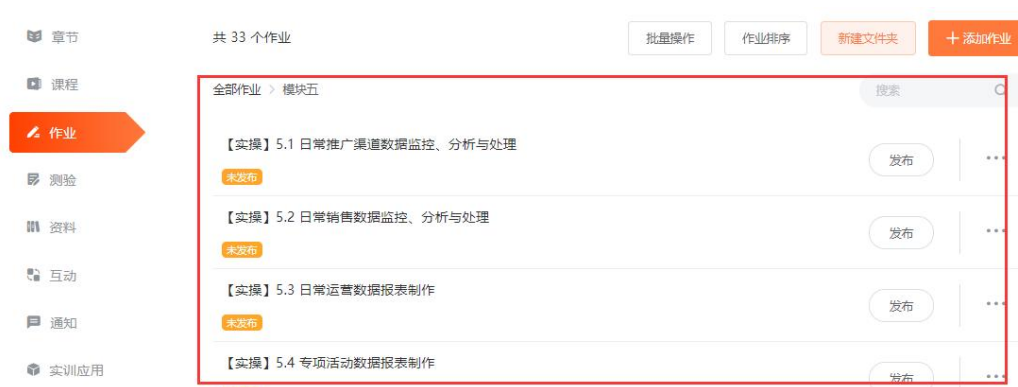 章节
课程
作业
测验
资料
互动
通知
实训应用
共 33 个作业
批量操作
作业排序
新建文件夹
+ 添加作业
全部作业 > 模块五
搜索
【实操】5.1 日常推广渠道数据监控、分析与处理
未发布
发布
【实操】5.2 日常销售数据监控、分析与处理
未发布
发布
【实操】5.3 日常运营数据报表制作
未发布
发布
【实操】5.4 专项活动数据报表制作
发布